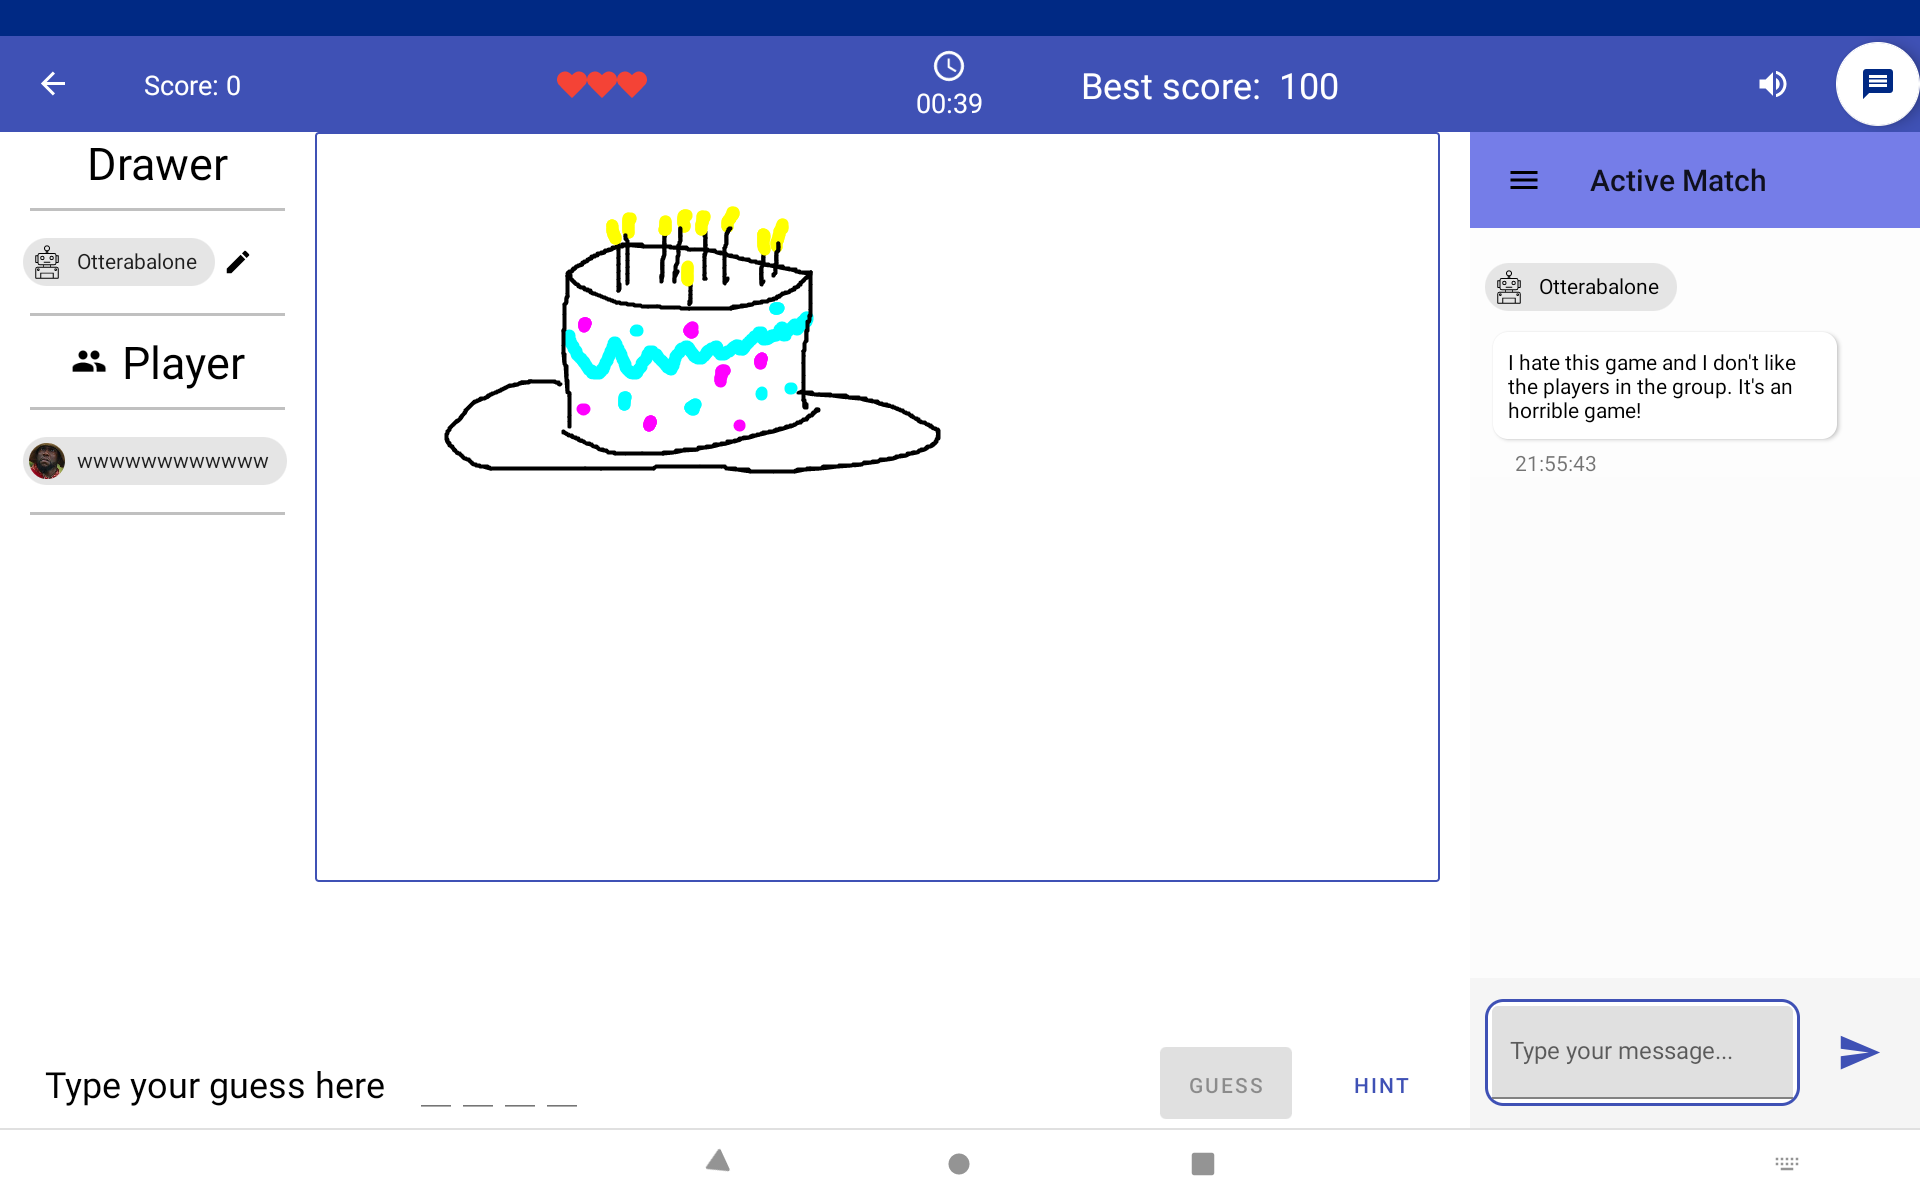 Score: 0
00:39
Best score: 100
Drawer
Otterabalone
Player
wwwwwwwwwwww
Active Match
Otterabalone
I hate this game and I don't like
the players in the group. It's an
horrible game!
21:55:43
Type your message...
Type your guess here
GUESS
HINT